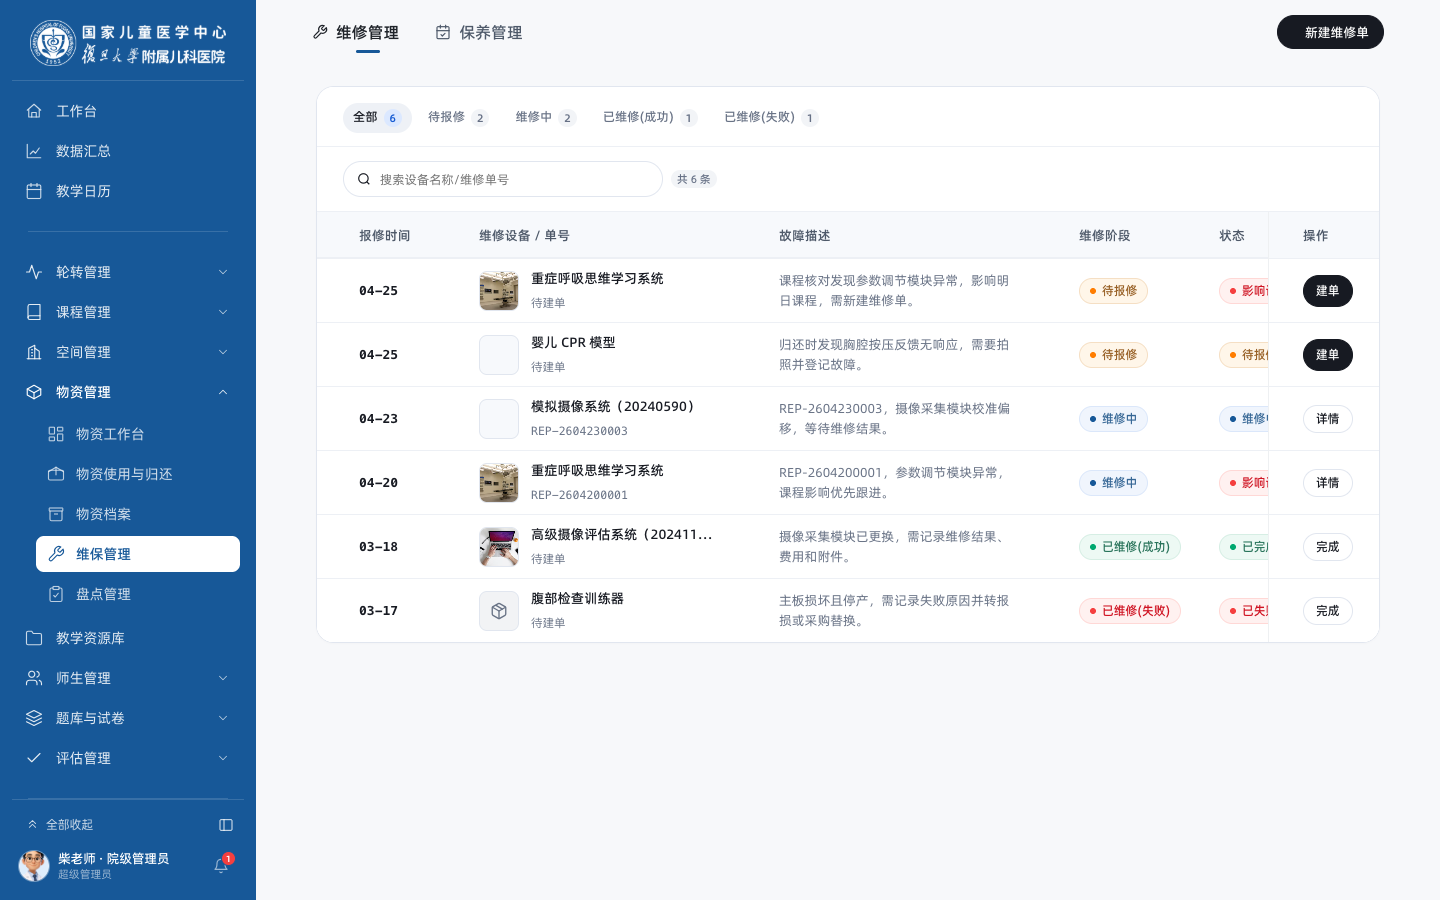 国家儿童医学中心
復旦大学附属儿科医院
1952
工作台
数据汇总
教学日历
轮转管理
课程管理
空间管理
物资管理
物资工作台
物资使用与归还
物资档案
维保管理
盘点管理
教学资源库
师生管理
题库与试卷
评估管理
全部收起
柴老师 · 院级管理员
超级管理员
1
维修管理 保养管理 新建维修单
全部 6 待报修 2 维修中 2 已维修(成功) 1 已维修(失败) 1
搜索设备名称/维修单号 共 6 条
报修时间 维修设备 / 单号 故障描述 维修阶段 状态 操作
04-25 重症呼吸思维学习系统 待建单 课程核对发现参数调节模块异常，影响明 待报修 影响 建单
日课程，需新建维修单。
04-25 婴儿 CPR 模型 待建单 归还时发现胸腔按压反馈无响应，需要拍 待报修 待报 建单
照并登记故障。
04-23 模拟摄像系统（20240590） REP-2604230003 REP-2604230003，摄像采集模块校准偏 维修中 维修 详情
移，等待维修结果。
04-20 重症呼吸思维学习系统 REP-2604200001 REP-2604200001，参数调节模块异常， 维修中 影响 详情
课程影响优先跟进。
03-18 高级摄像评估系统（202411... 待建单 摄像采集模块已更换，需记录维修结果、 已维修(成功) 已完 完成
费用和附件。
03-17 腹部检查训练器 待建单 主板损坏且停产，需记录失败原因并转报 已维修(失败) 已失 完成
损或采购替换。